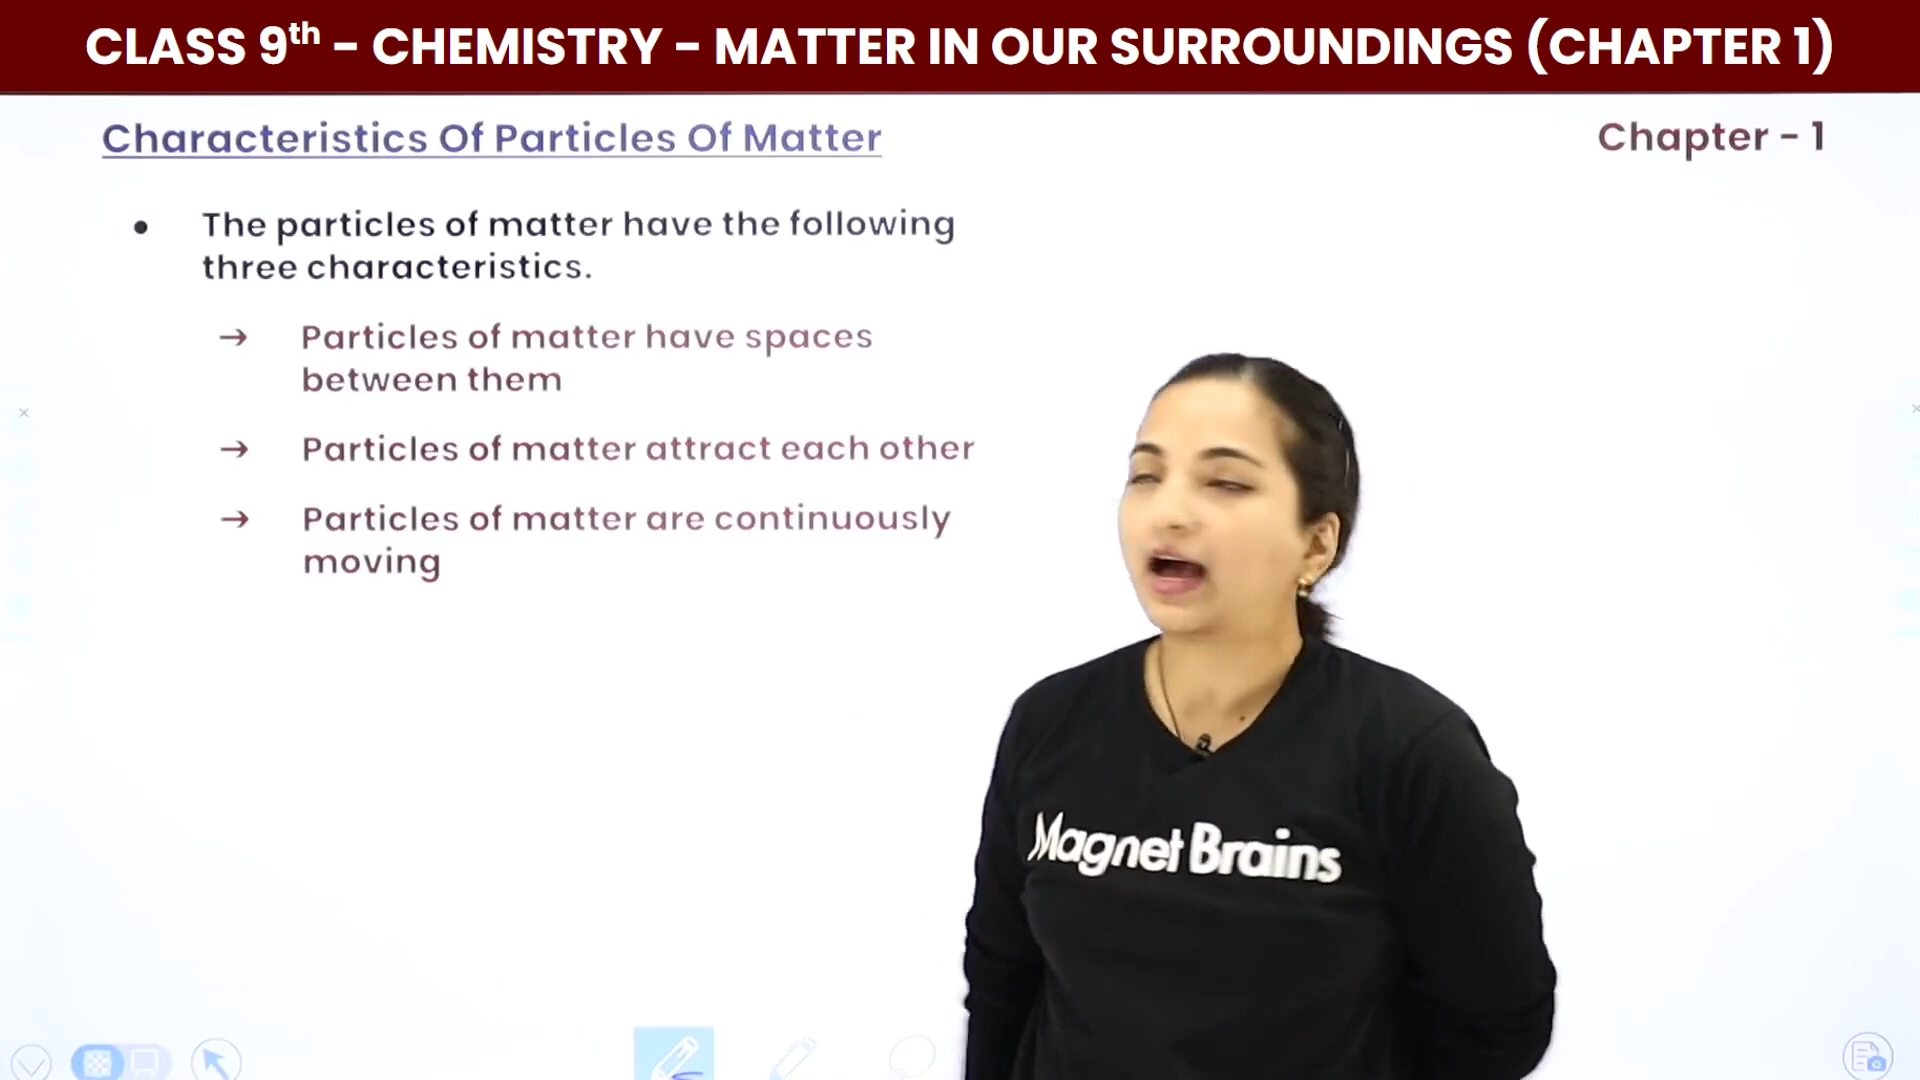 CLASS 9th – CHEMISTRY – MATTER IN OUR SURROUNDINGS (CHAPTER 1)
Characteristics Of Particles Of Matter
Chapter - 1
• The particles of matter have the following
three characteristics.
→ Particles of matter have spaces
between them
→ Particles of matter attract each other
→ Particles of matter are continuously
moving
Magnet Brains